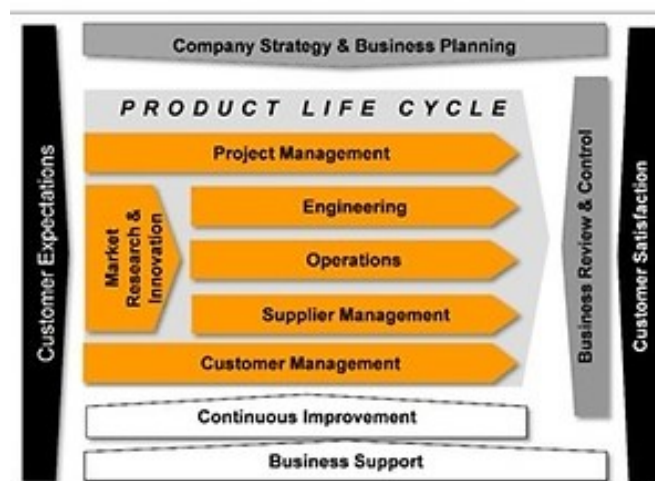 Company Strategy & Business Planning
PRODUCT LIFE CYCLE
Project Management
Customer Expectations
Market
Research &
Innovation
Engineering
Operations
Supplier Management
Customer Management
Business Review & Control
Customer Satisfaction
Continuous Improvement
Business Support